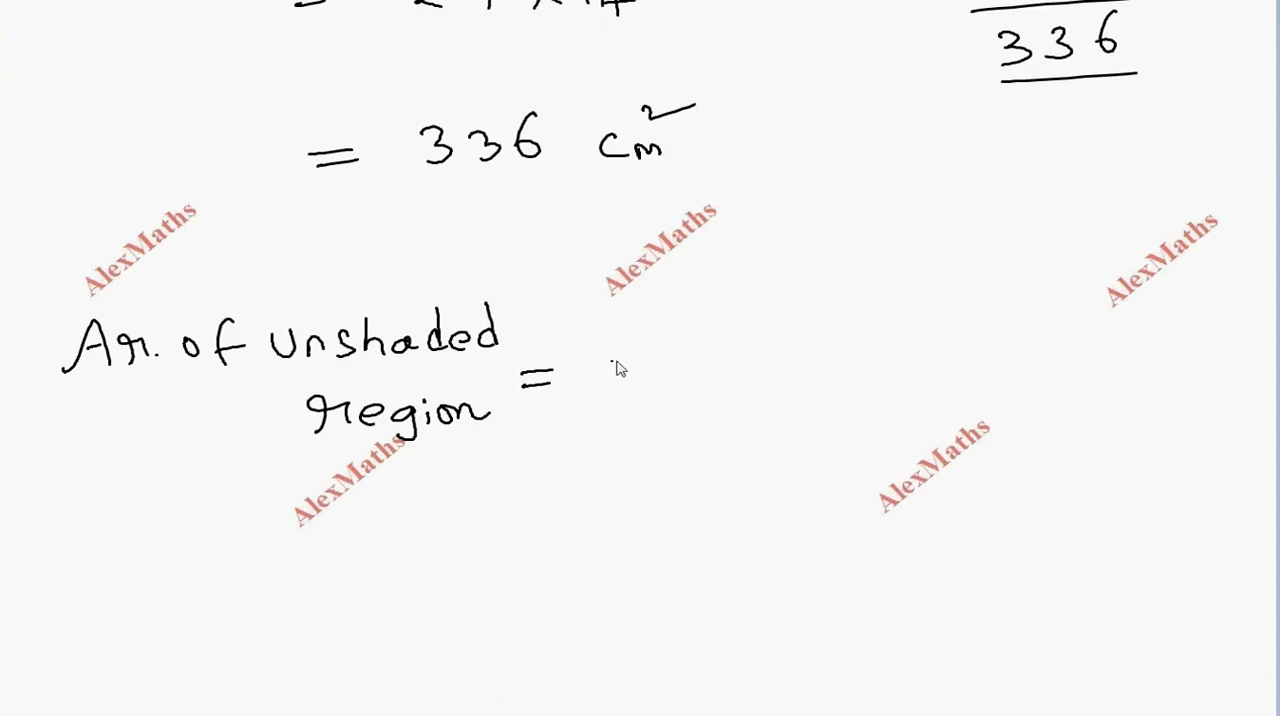 336
= 336 cm²
AlexMaths AlexMaths AlexMaths
Ar. of unshaded
region =
AlexMaths AlexMaths